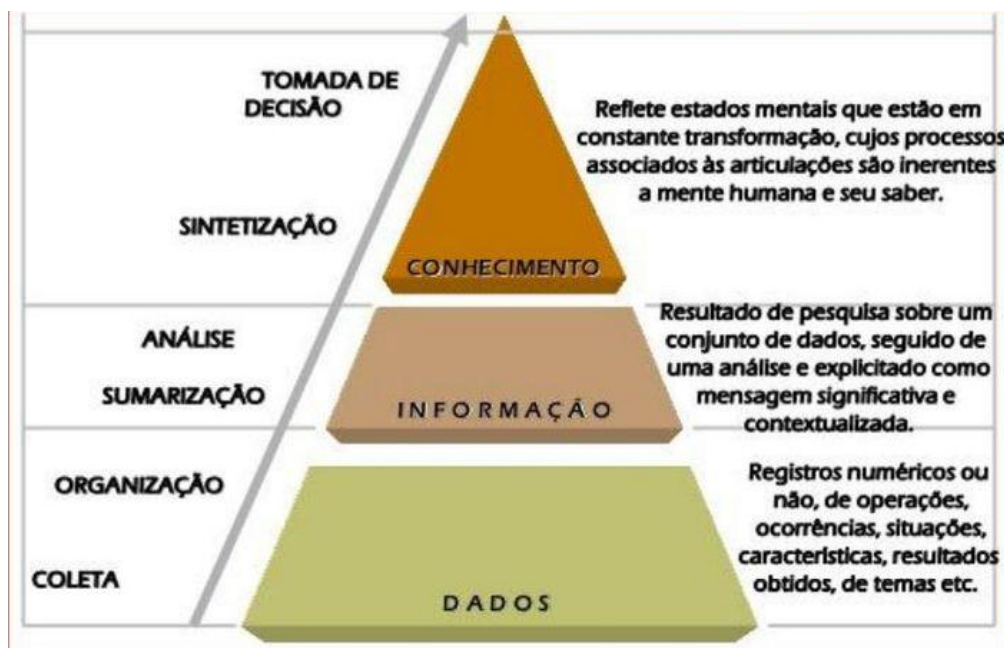 TOMADA DE
DECISÃO
SINTETIZAÇÃO
Reflete estados mentais que estão em
constante transformação, cujos processos
associados às articulações são inerentes
a mente humana e seu saber.
CONHECIMENTO
ANÁLISE
SUMARIZAÇÃO
INFORMAÇÃO
Resultado de pesquisa sobre um
conjunto de dados, seguido de
uma análise e explicitado como
mensagem significativa e
contextualizada.
ORGANIZAÇÃO
COLETA
DADOS
Registros numéricos ou
não, de operações,
ocorrências, situações,
características, resultados
obtidos, de temas etc.